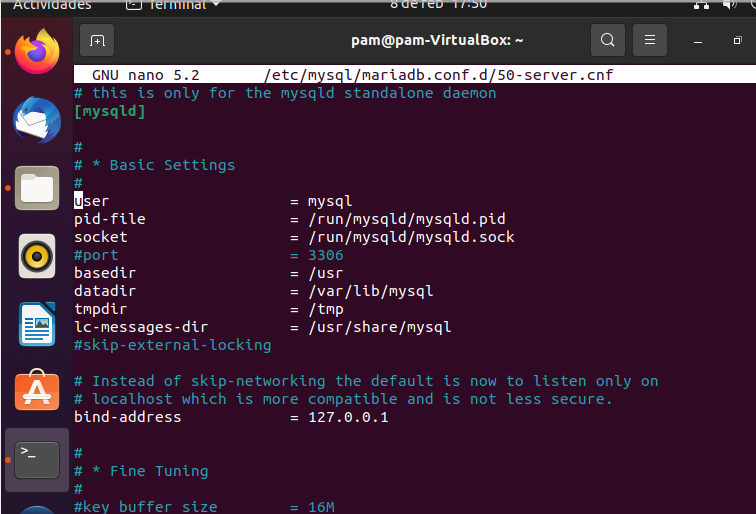 Actividades Terminal 8 de feb 17:50
pam@pam-VirtualBox: ~
GNU nano 5.2 /etc/mysql/mariadb.conf.d/50-server.cnf
# this is only for the mysqld standalone daemon
[mysqld]
#
# * Basic Settings
#
user = mysql
pid-file = /run/mysqld/mysqld.pid
socket = /run/mysqld/mysqld.sock
#port = 3306
basedir = /usr
datadir = /var/lib/mysql
tmpdir = /tmp
lc-messages-dir = /usr/share/mysql
#skip-external-locking
# Instead of skip-networking the default is now to listen only on
# localhost which is more compatible and is not less secure.
bind-address = 127.0.0.1
#
# * Fine Tuning
#
#key_buffer_size = 16M